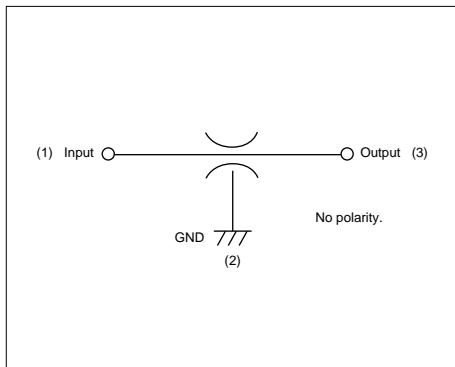 (1) Input Output (3)
No polarity.
GND
(2)